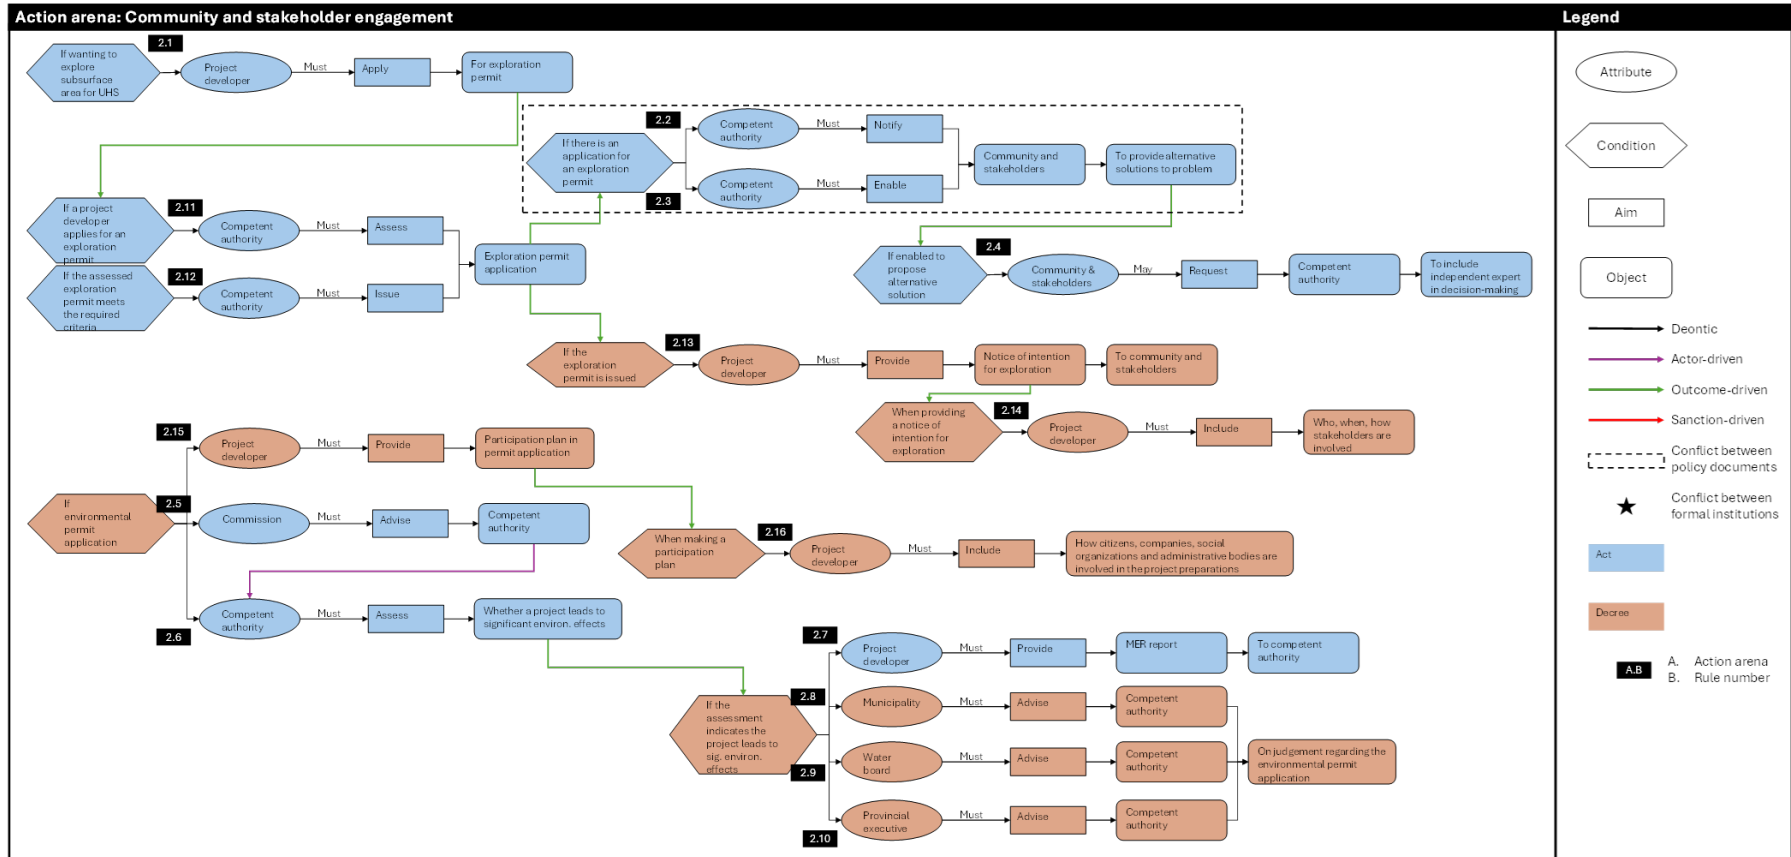 Action arena: Community and stakeholder engagement
Legend
2.1
If wanting to
explore
subsurface
area for UHS
Project
developer
Must
Apply
For exploration
permit
If there is an
application for
an exploration
permit
2.2
Competent
authority
Must
Notify
2.3
Competent
authority
Must
Enable
Community and
stakeholders
To provide alternative
solutions to problem
If a project
developer
applies for an
exploration
permit
2.11
Competent
authority
Must
Assess
If the assessed
exploration
permit meets
the required
criteria
2.12
Competent
authority
Must
Issue
Exploration permit
application
If enabled to
propose
alternative
solution
2.4
Community &
stakeholders
May
Request
Competent
authority
To include
independent expert
in decision-making
If the
exploration
permit is issued
2.13
Project
developer
Must
Provide
Notice of intention
for exploration
To community and
stakeholders
When providing
a notice of
intention for
exploration
2.14
Project
developer
Must
Include
Who, when, how
stakeholders are
involved
If
environmental
permit
application
2.15
Project
developer
Must
Provide
Participation plan in
permit application
2.5
Commission
Must
Advise
Competent
authority
2.6
Competent
authority
Must
Assess
Whether a project leads to
significant environ. effects
When making a
participation
plan
2.16
Project
developer
Must
Include
How citizens, companies, social
organizations and administrative bodies are
involved in the project preparations
If the
assessment
indicates the
project leads to
sig. environ.
effects
2.7
Project
developer
Must
Provide
MER report
To competent
authority
2.8
Municipality
Must
Advise
Competent
authority
2.9
Water
board
Must
Advise
Competent
authority
2.10
Provincial
executive
Must
Advise
Competent
authority
On judgement regarding the
environmental permit
application
Attribute
Condition
Aim
Object
Deontic
Actor-driven
Outcome-driven
Sanction-driven
Conflict between
policy documents
Conflict between
formal institutions
Act
Decree
A.B
A. Action arena
B. Rule number